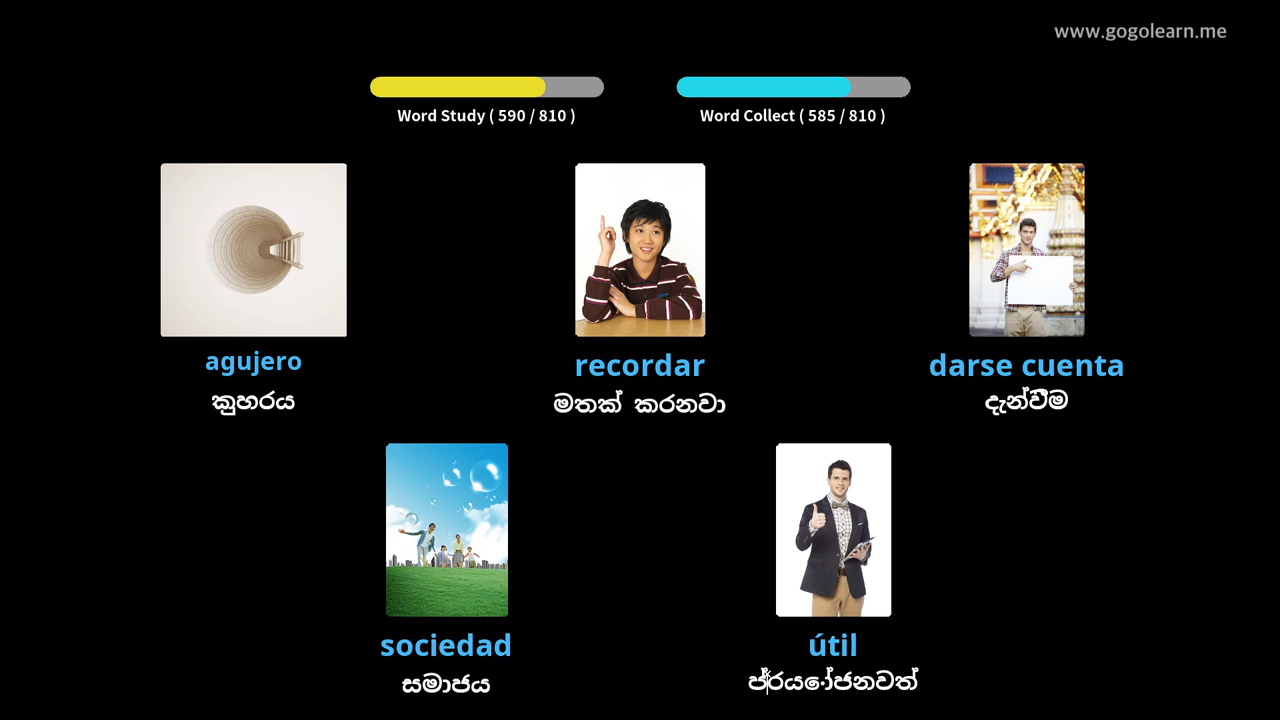 www.gogolearn.me
Word Study ( 590 / 810 )
Word Collect ( 585 / 810 )
agujero
කුහරය
recordar
මතක් කරනවා
darse cuenta
දැන්වීම
sociedad
සමාජය
útil
ප්‍රයෝජනවත්